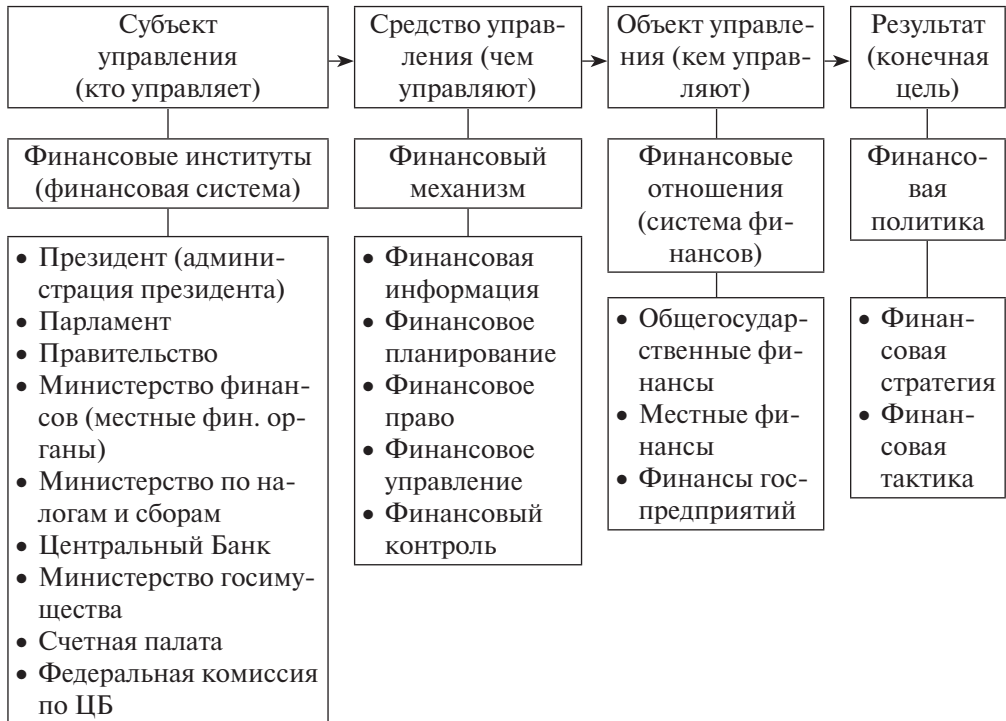 Субъект
управления
(кто управляет)
Средство управ-
ления (чем
управляют)
Объект управле-
ния (кем управ-
ляют)
Результат
(конечная
цель)
Финансовые институты
(финансовая система)
Финансовый
механизм
Финансовые
отношения
(система фи-
нансов)
Финансо-
вая
политика
• Президент (админи-
страция президента)
• Парламент
• Правительство
• Министерство финан-
сов (местные фин. ор-
ганы)
• Министерство по на-
логам и сборам
• Центральный Банк
• Министерство госиму-
щества
• Счетная палата
• Федеральная комиссия
по ЦБ
• Финансовая
информация
• Финансовое
планирование
• Финансовое
право
• Финансовое
управление
• Финансовый
контроль
• Общегосудар-
ственные фи-
нансы
• Местные фи-
нансы
• Финансы гос-
предприятий
• Финан-
совая
стратегия
• Финан-
совая
тактика